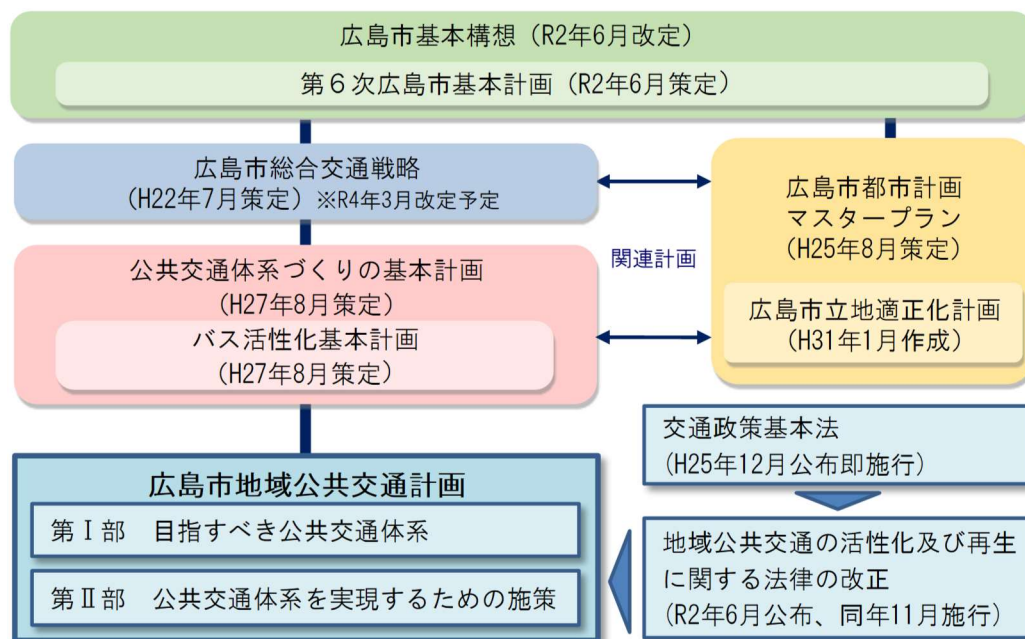 広島市基本構想（R2年6月改定）
第６次広島市基本計画（R2年6月策定）
広島市総合交通戦略
（H22年7月策定）※R4年3月改定予定
公共交通体系づくりの基本計画
（H27年8月策定）
バス活性化基本計画
（H27年8月策定）
関連計画
広島市都市計画
マスタープラン
（H25年8月策定）
広島市立地適正化計画
（H31年1月作成）
広島市地域公共交通計画
第Ⅰ部　目指すべき公共交通体系
第Ⅱ部　公共交通体系を実現するための施策
交通政策基本法
（H25年12月公布即施行）
地域公共交通の活性化及び再生
に関する法律の改正
（R2年6月公布、同年11月施行）